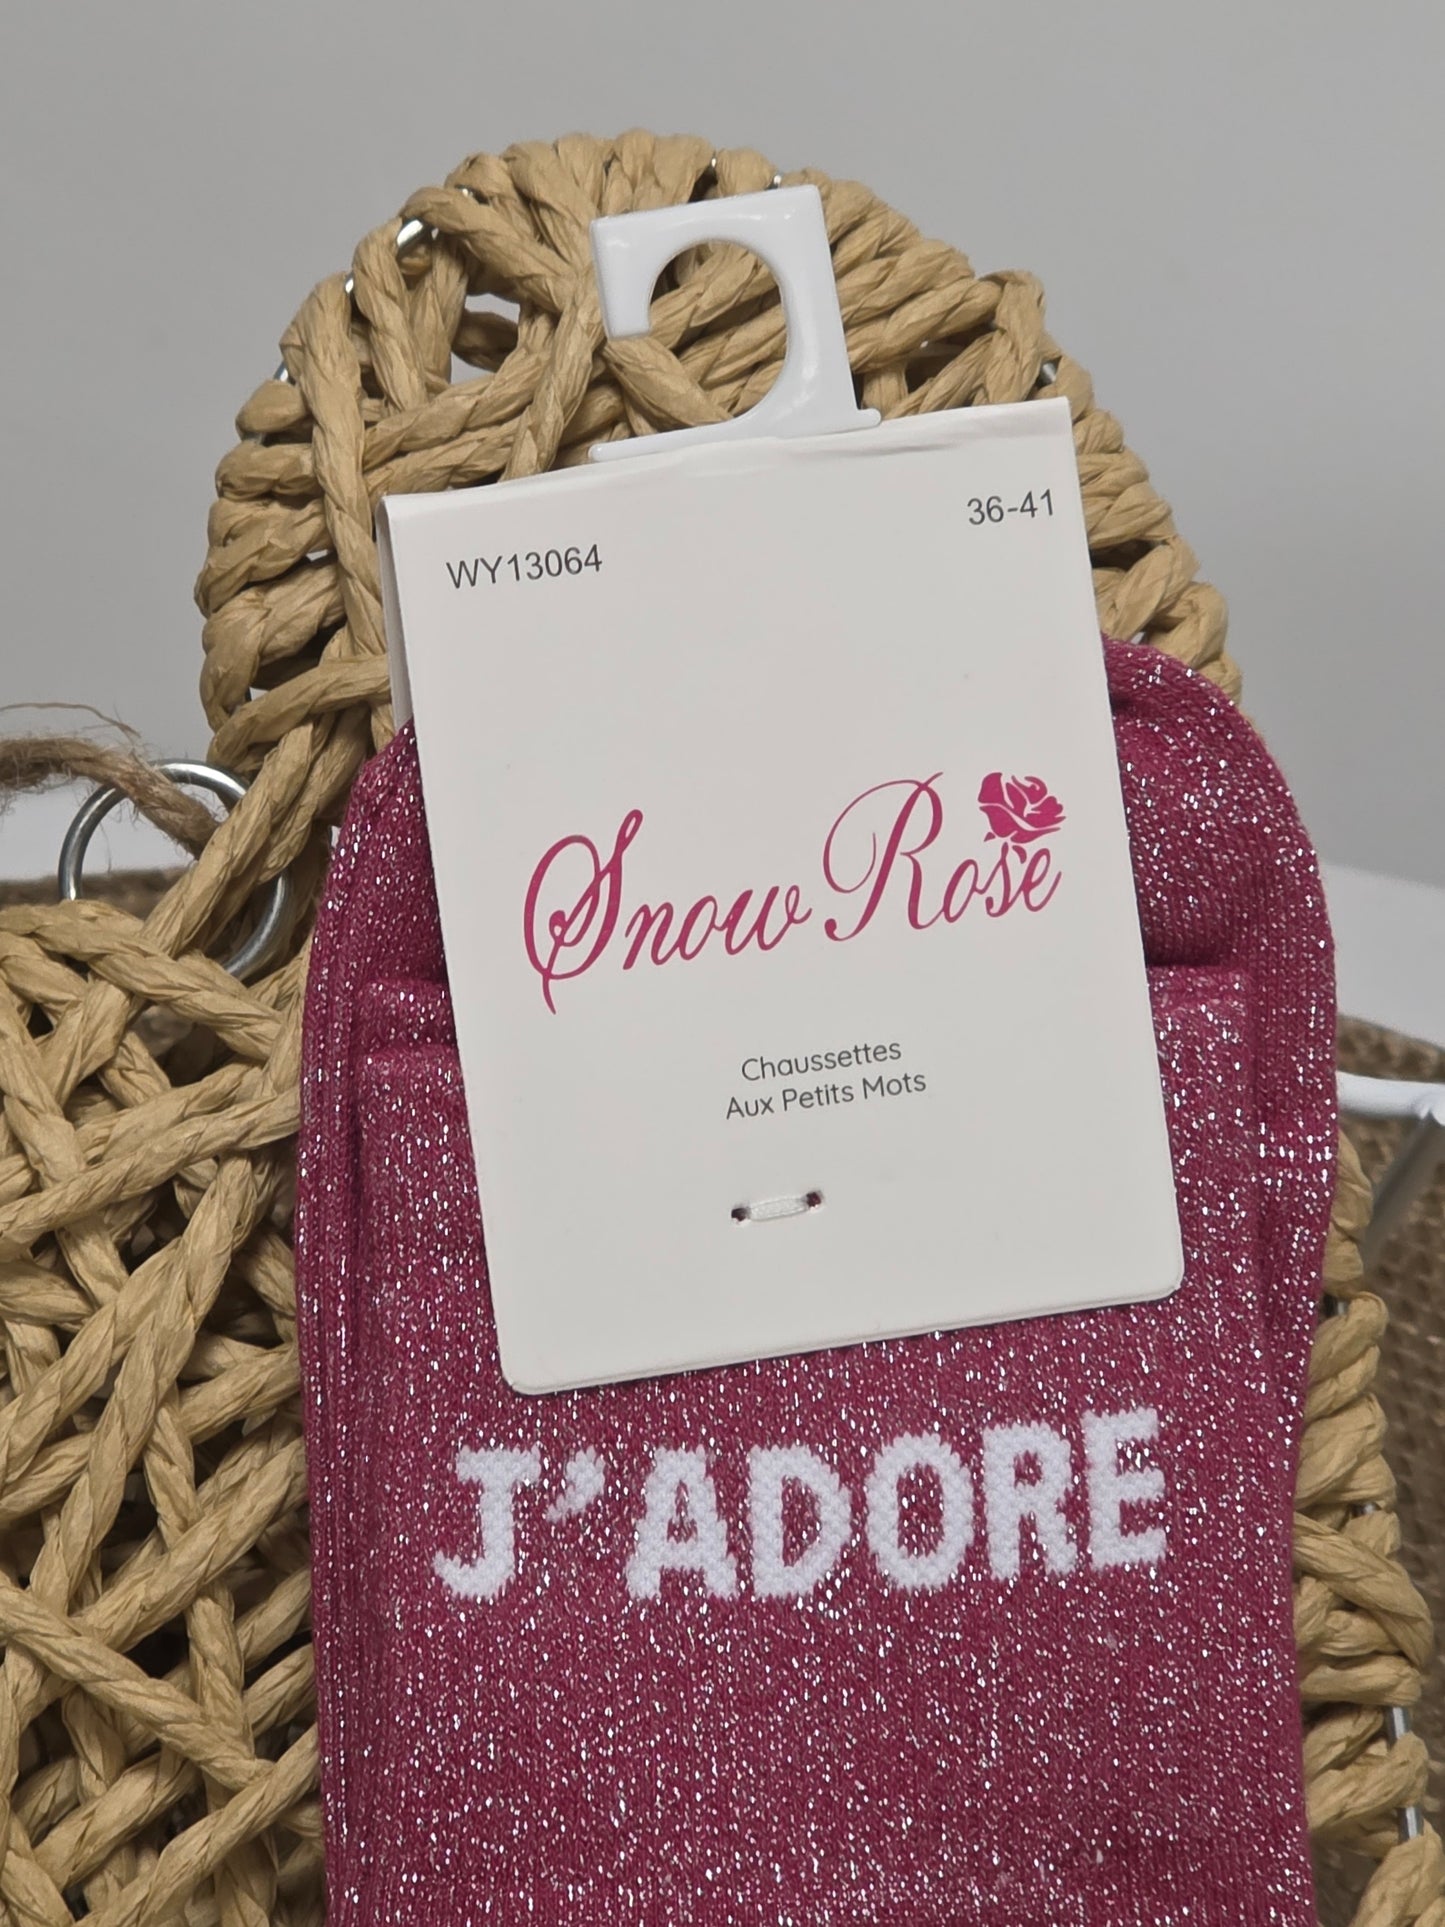 WY13064
36-41
Snow Rose
Chaussettes
Aux Petits Mots
J'ADORE